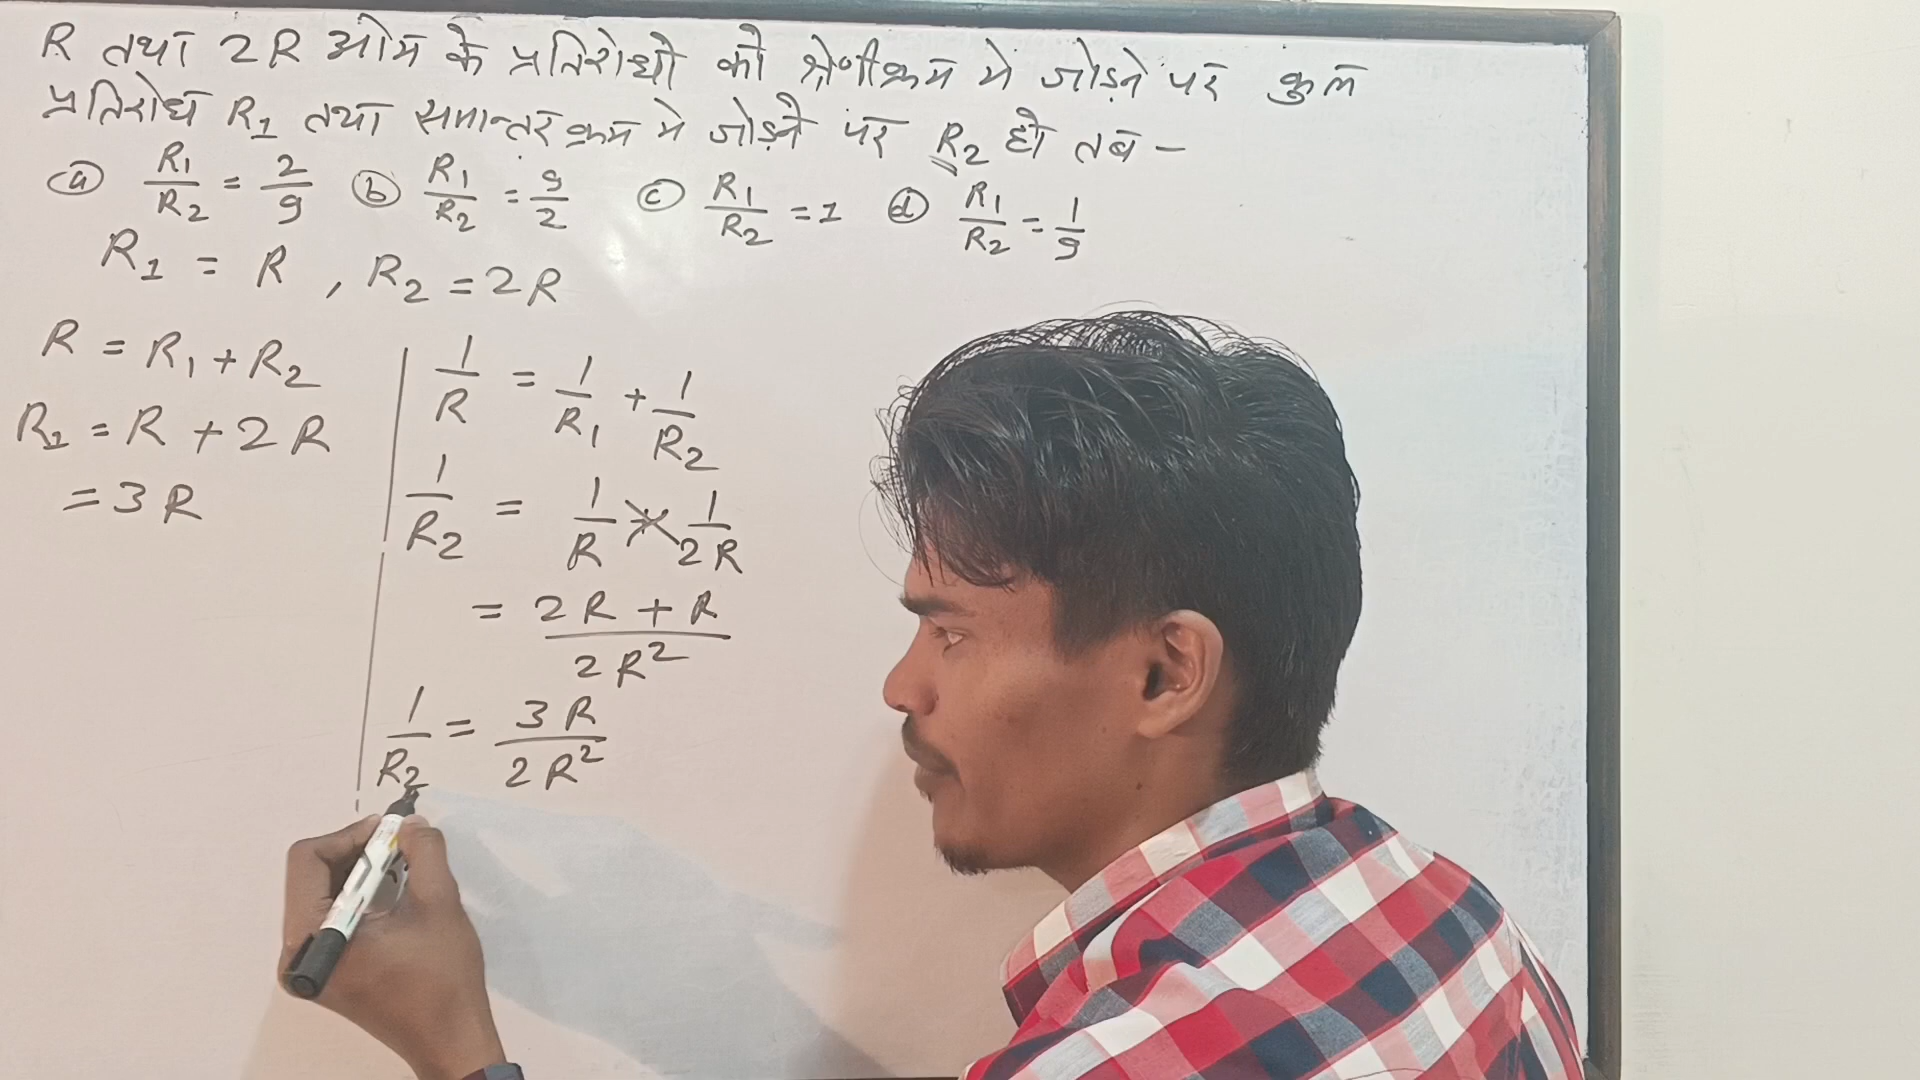 R तथा 2R ओम के प्रतिरोधो को श्रेणीक्रम मे जोड़ने पर कुल
प्रतिरोध R₁ तथा समान्तर क्रम मे जोड़ने पर R₂ हो तब -
(a) R₁/R₂ = 2/9 (b) R₁/R₂ = 9/2 (c) R₁/R₂ = 1 (d) R₁/R₂ = 1/9
R₁ = R , R₂ = 2R
R = R₁ + R₂
R₁ = R + 2R
= 3R
1/R = 1/R₁ + 1/R₂
1/R₂ = 1/R × 1/2R
= (2R + R)/2R²
1/R₂ = 3R/2R²